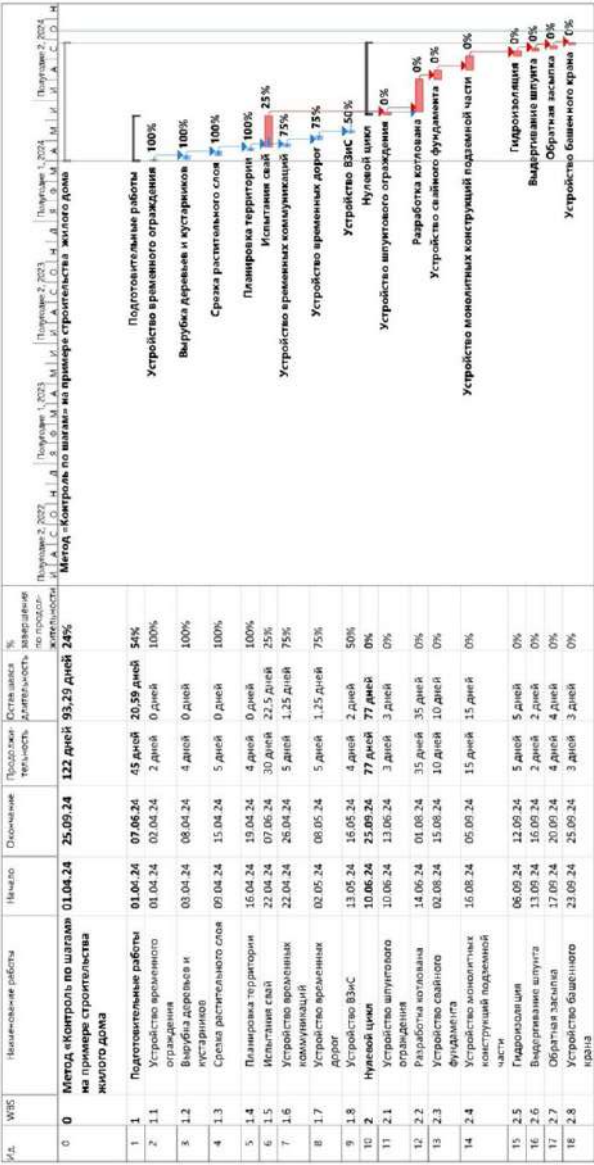 Ид. WBS Наименование работы Начало Окончание Продолжи- Оставшаяся %
тельность длительность завершения
по продол-
жительности
0 0 Метод «Контроль по шагам» 01.04.24 25.09.24 122 дней 93,29 дней 24%
на примере строительства
жилого дома
1 1 Подготовительные работы 01.04.24 07.06.24 45 дней 20,59 дней 54%
2 1.1 Устройство временного 01.04.24 02.04.24 2 дней 0 дней 100%
ограждения
3 1.2 Вырубка деревьев и 03.04.24 08.04.24 4 дней 0 дней 100%
кустарников
4 1.3 Срезка растительного слоя 09.04.24 15.04.24 5 дней 0 дней 100%
5 1.4 Планировка территории 16.04.24 19.04.24 4 дней 0 дней 100%
6 1.5 Испытания свай 22.04.24 07.06.24 30 дней 22,5 дней 25%
7 1.6 Устройство временных 22.04.24 26.04.24 5 дней 1,25 дней 75%
коммуникаций
8 1.7 Устройство временных 02.05.24 08.05.24 5 дней 1,25 дней 75%
дорог
9 1.8 Устройство ВЗиС 13.05.24 16.05.24 4 дней 2 дней 50%
10 2 Нулевой цикл 10.06.24 25.09.24 77 дней 77 дней 0%
11 2.1 Устройство шпунтового 10.06.24 13.06.24 3 дней 3 дней 0%
ограждения
12 2.2 Разработка котлована 14.06.24 01.08.24 35 дней 35 дней 0%
13 2.3 Устройство свайного 02.08.24 15.08.24 10 дней 10 дней 0%
фундамента
14 2.4 Устройство монолитных 16.08.24 05.09.24 15 дней 15 дней 0%
конструкций подземной
части
15 2.5 Гидроизоляция 06.09.24 12.09.24 5 дней 5 дней 0%
16 2.6 Выдергивание шпунта 13.09.24 16.09.24 2 дней 2 дней 0%
17 2.7 Обратная засыпка 17.09.24 20.09.24 4 дней 4 дней 0%
18 2.8 Устройство башенного 23.09.24 25.09.24 3 дней 3 дней 0%
крана
Полугодие 2, 2022 Полугодие 1, 2023 Полугодие 2, 2023 Полугодие 1, 2024 Полугодие 2, 2024
И А С О Н Д Я Ф М А М И И А С О Н Д Я Ф М А М И И А С О Н
Метод «Контроль по шагам» на примере строительства жилого дома
Подготовительные работы
Устройство временного ограждения 100%
Вырубка деревьев и кустарников 100%
Срезка растительного слоя 100%
Планировка территории 100%
Испытания свай 25%
Устройство временных коммуникаций 75%
Устройство временных дорог 75%
Устройство ВЗиС 50%
Нулевой цикл
Устройство шпунтового ограждения 0%
Разработка котлована 0%
Устройство свайного фундамента 0%
Устройство монолитных конструкций подземной части 0%
Гидроизоляция 0%
Выдергивание шпунта 0%
Обратная засыпка 0%
Устройство башенного крана 0%